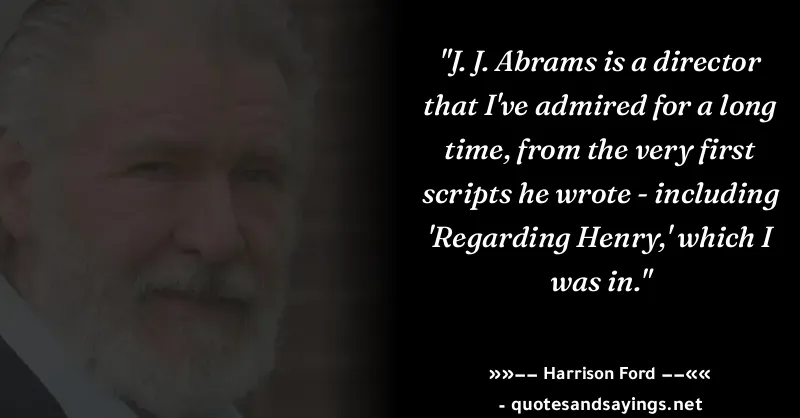 "J. J. Abrams is a director
that I've admired for a long
time, from the very first
scripts he wrote - including
'Regarding Henry,' which I
was in."
»»−− Harrison Ford −−««
- quotesandsayings.net